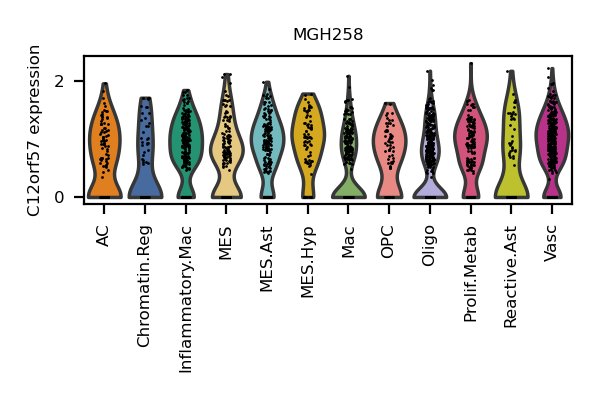 MGH258
C12orf57 expression
2
0
AC
Chromatin.Reg
Inflammatory.Mac
MES
MES.Ast
MES.Hyp
Mac
OPC
Oligo
Prolif.Metab
Reactive.Ast
Vasc